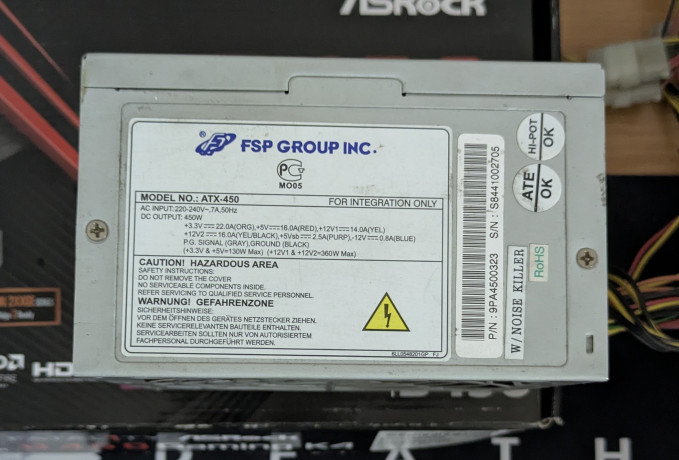 ASRock
FSP GROUP INC.
PG
MO05
MODEL NO.: ATX-450
FOR INTEGRATION ONLY
AC INPUT: 220-240V~,7A,50Hz
DC OUTPUT: 450W
+3.3V⎓22.0A(ORG),+5V⎓16.0A(RED),+12V1⎓14.0A(YEL)
+12V2⎓16.0A(YEL/BLACK),+5Vsb⎓2.5A(PURP),-12V⎓0.8A(BLUE)
P.G. SIGNAL (GRAY),GROUND (BLACK)
(+3.3V & +5V=130W Max) (+12V1 & +12V2=360W Max)
CAUTION! HAZARDOUS AREA
SAFETY INSTRUCTIONS:
DO NOT REMOVE THE COVER
NO SERVICEABLE COMPONENTS INSIDE.
REFER SERVICING TO QUALIFIED SERVICE PERSONEL.
WARNUNG! GEFAHRENZONE
SICHERHEITSHINWEIS:
VOR DEM ÖFFNEN DES GERÄTES NETZSTECKER ZIEHEN,
KEINE SERVICERELEVANTEN BAUTEILE ENTHALTEN.
SERVICEARBEITEN SOLLTEN NUR VON AUTORISIERTEM
FACHPERSONAL DURCHGEFÜHRT WERDEN.
P/N: 9PA4500323 S/N: S8441002705
HI-POT
OK
ATE
OK
W/NOISE KILLER
RoHS
HD
D E A T H